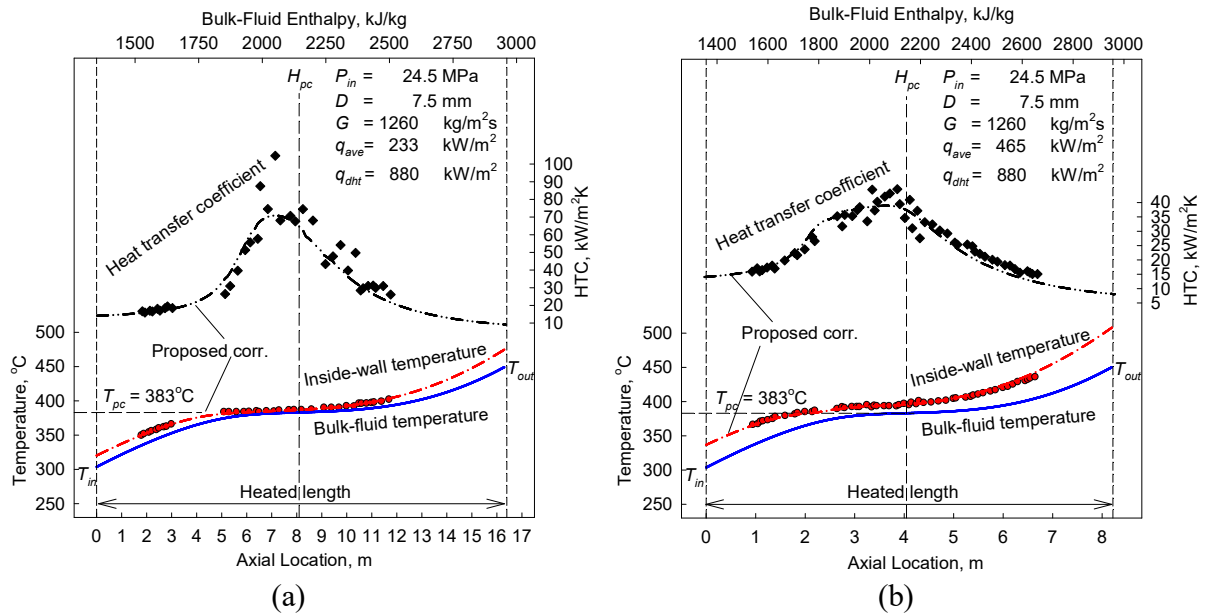 Bulk-Fluid Enthalpy, kJ/kg
1500 1750 2000 2250 2500 2750 3000
H_pc
P_in = 24.5 MPa
D = 7.5 mm
G = 1260 kg/m²s
q_ave = 233 kW/m²
q_dht = 880 kW/m²
Heat transfer coefficient
100
90
80
70
60
50
40
30
20
10
HTC, kW/m²K
Proposed corr.
500
450
400
350
300
250
Temperature, °C
T_pc = 383°C
Inside-wall temperature
Bulk-fluid temperature
T_in
T_out
Heated length
0 1 2 3 4 5 6 7 8 9 10 11 12 13 14 15 16 17
Axial Location, m
(a)
Bulk-Fluid Enthalpy, kJ/kg
1400 1600 1800 2000 2200 2400 2600 2800 3000
H_pc
P_in = 24.5 MPa
D = 7.5 mm
G = 1260 kg/m²s
q_ave = 465 kW/m²
q_dht = 880 kW/m²
Heat transfer coefficient
40
35
30
25
20
15
10
5
HTC, kW/m²K
Proposed corr.
500
450
400
350
300
250
Temperature, °C
T_pc = 383°C
Inside-wall temperature
Bulk-fluid temperature
T_in
T_out
Heated length
0 1 2 3 4 5 6 7 8
Axial Location, m
(b)